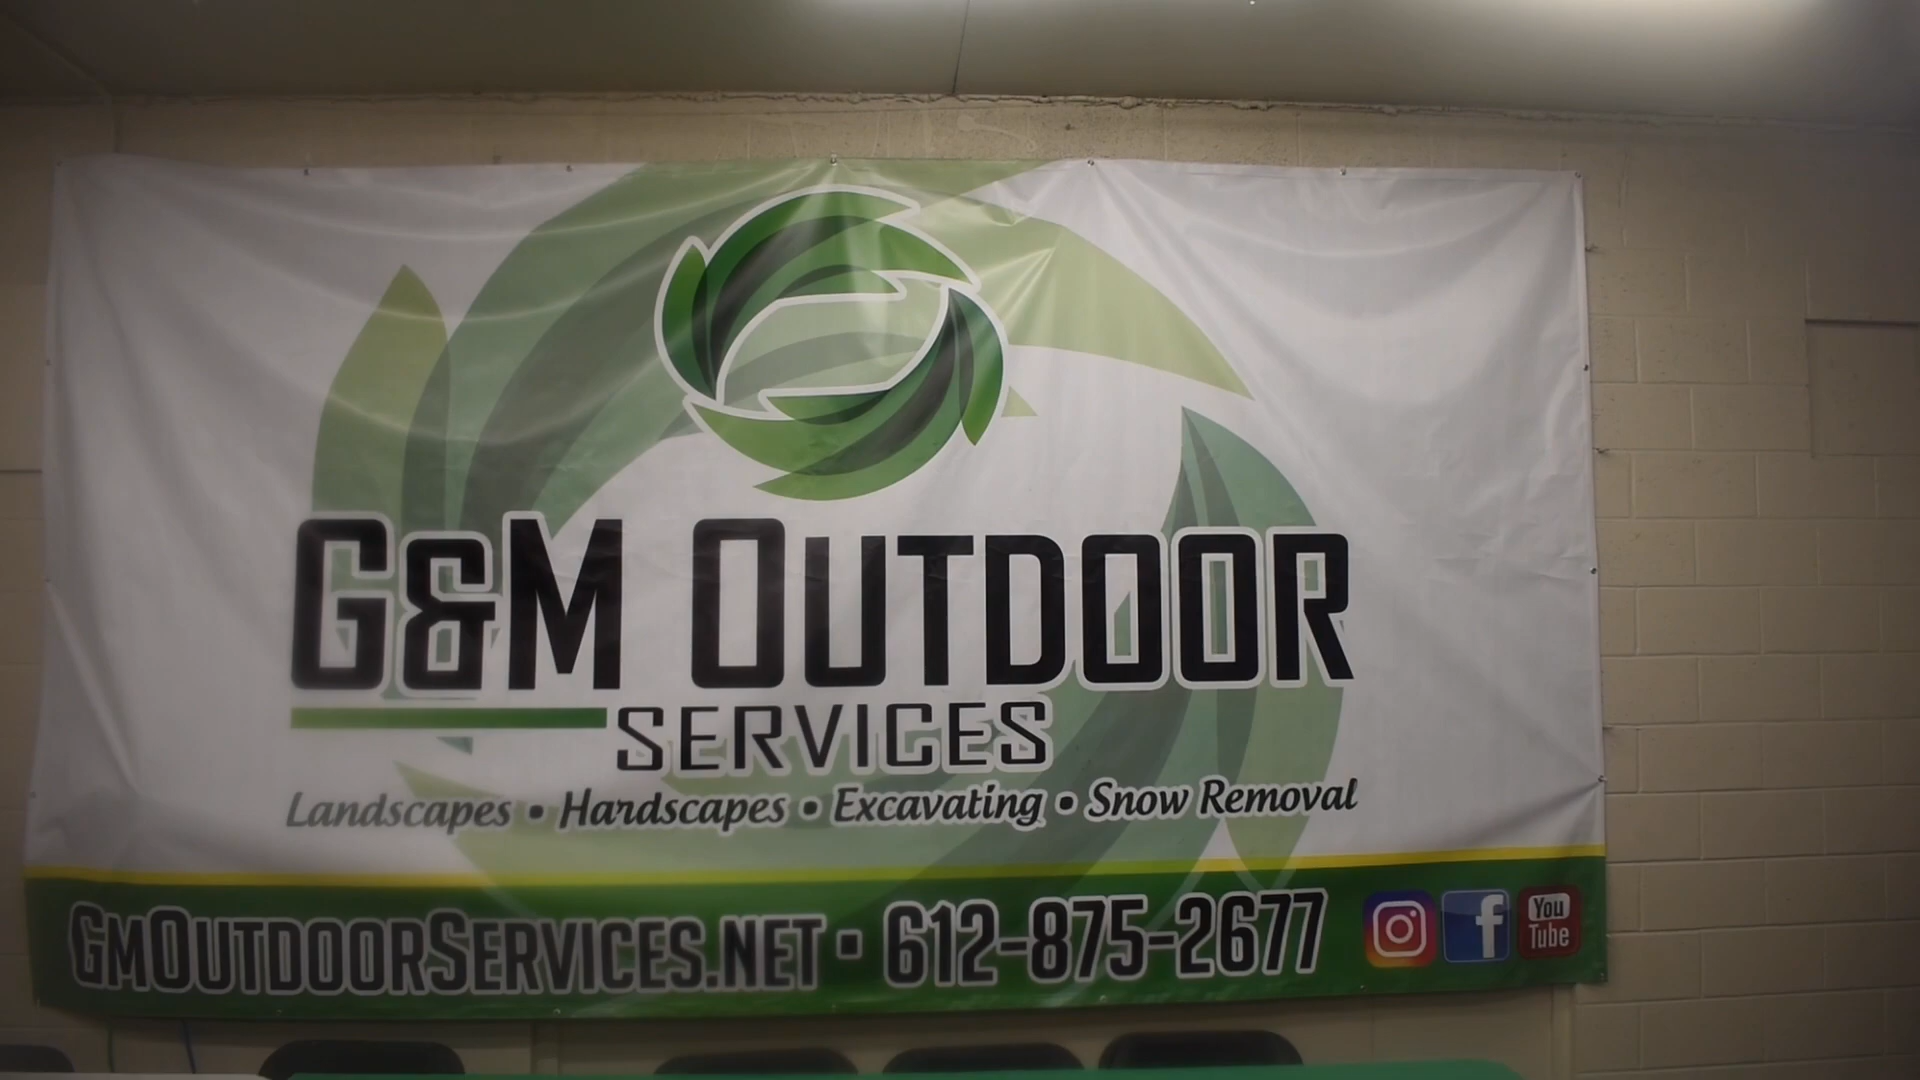 G&M OUTDOOR
SERVICES
Landscapes • Hardscapes • Excavating • Snow Removal
GMOUTDOORSERVICES.NET • 612-875-2677
f
You
Tube